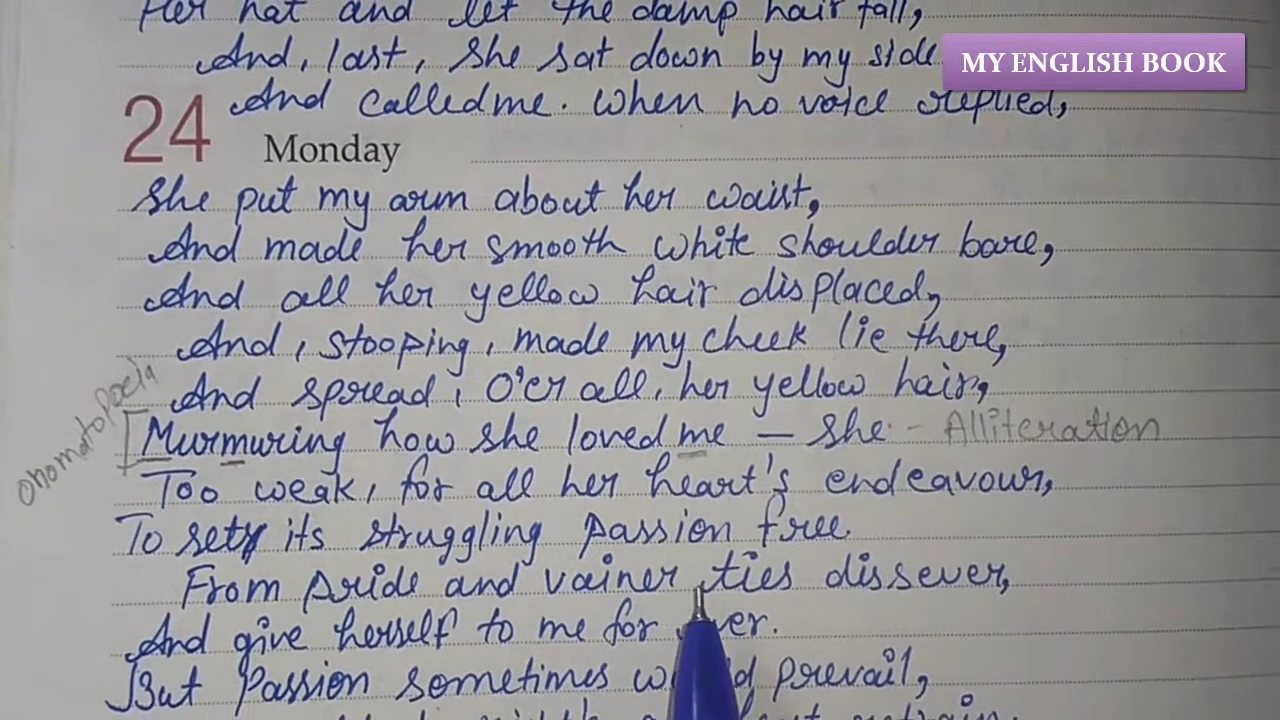 Her hat and let the damp hair fall,
And, last, she sat down by my side
MY ENGLISH BOOK
And called me. When no voice replied,
24 Monday
She put my arm about her waist,
And made her smooth white shoulder bare,
And all her yellow hair displaced,
And, stooping, made my cheek lie there,
And spread, O'er all, her yellow hair,
Onomatopoeia
Murmuring how she loved me — she - Alliteration
Too weak, for all her heart's endeavour,
To set its struggling passion free
From pride and vainer ties dissever,
And give herself to me for ever.
But Passion sometimes would prevail,